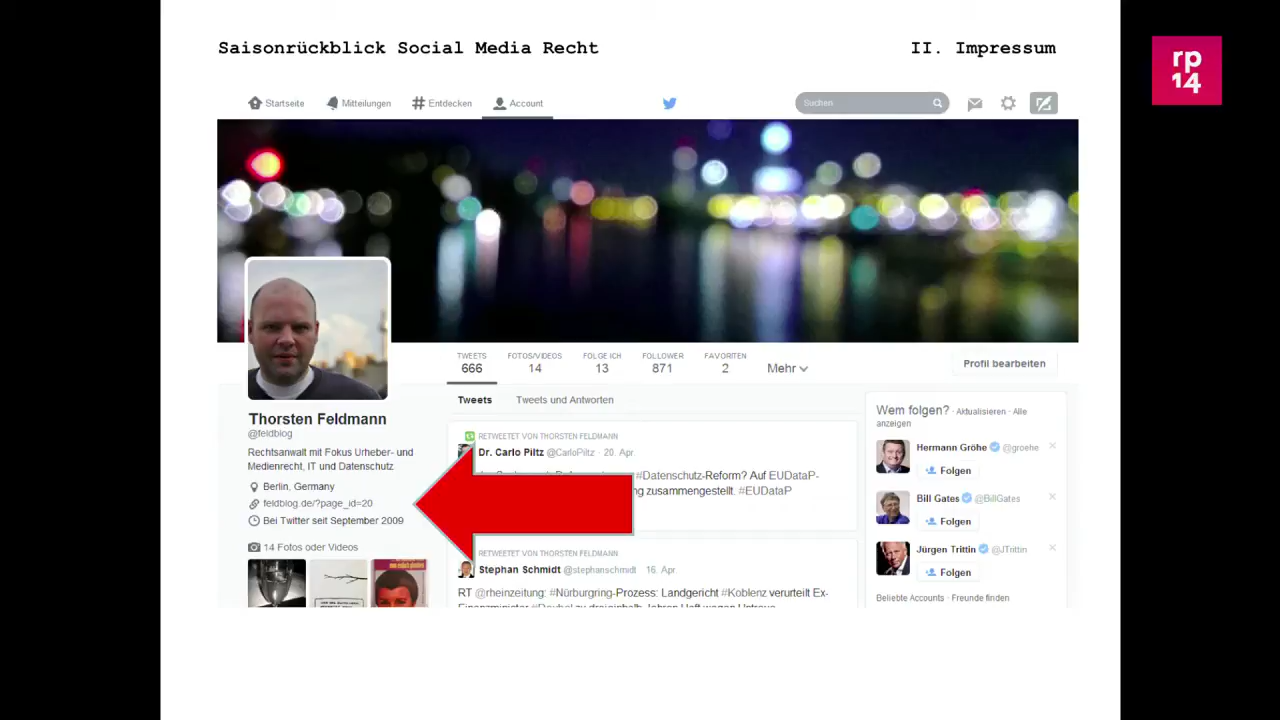 Saisonrückblick Social Media Recht
II. Impressum
rp
14
Startseite
Mitteilungen
Entdecken
Account
Suchen
TWEETS
666
FOTOS/VIDEOS
14
FOLGE ICH
13
FOLLOWER
871
FAVORITEN
2
Mehr
Profil bearbeiten
Thorsten Feldmann
@feldblog
Rechtsanwalt mit Fokus Urheber- und
Medienrecht, IT und Datenschutz
Berlin, Germany
feldblog.de/?page_id=20
Bei Twitter seit September 2009
14 Fotos oder Videos
Tweets
Tweets und Antworten
RETWEETET VON THORSTEN FELDMANN
Dr. Carlo Piltz @CarloPiltz · 20. Apr.
#Datenschutz-Reform? Auf EUDataP-
zusammengestellt. #EUDataP
RETWEETET VON THORSTEN FELDMANN
Stephan Schmidt @stephanschmidt · 16. Apr.
RT @rheinzeitung: #Nürburgring-Prozess: Landgericht #Koblenz verurteilt Ex-
Wem folgen? · Aktualisieren · Alle
anzeigen
Hermann Gröhe @groehe
Folgen
Bill Gates @BillGates
Folgen
Jürgen Trittin @JTrittin
Folgen
Beliebte Accounts · Freunde finden